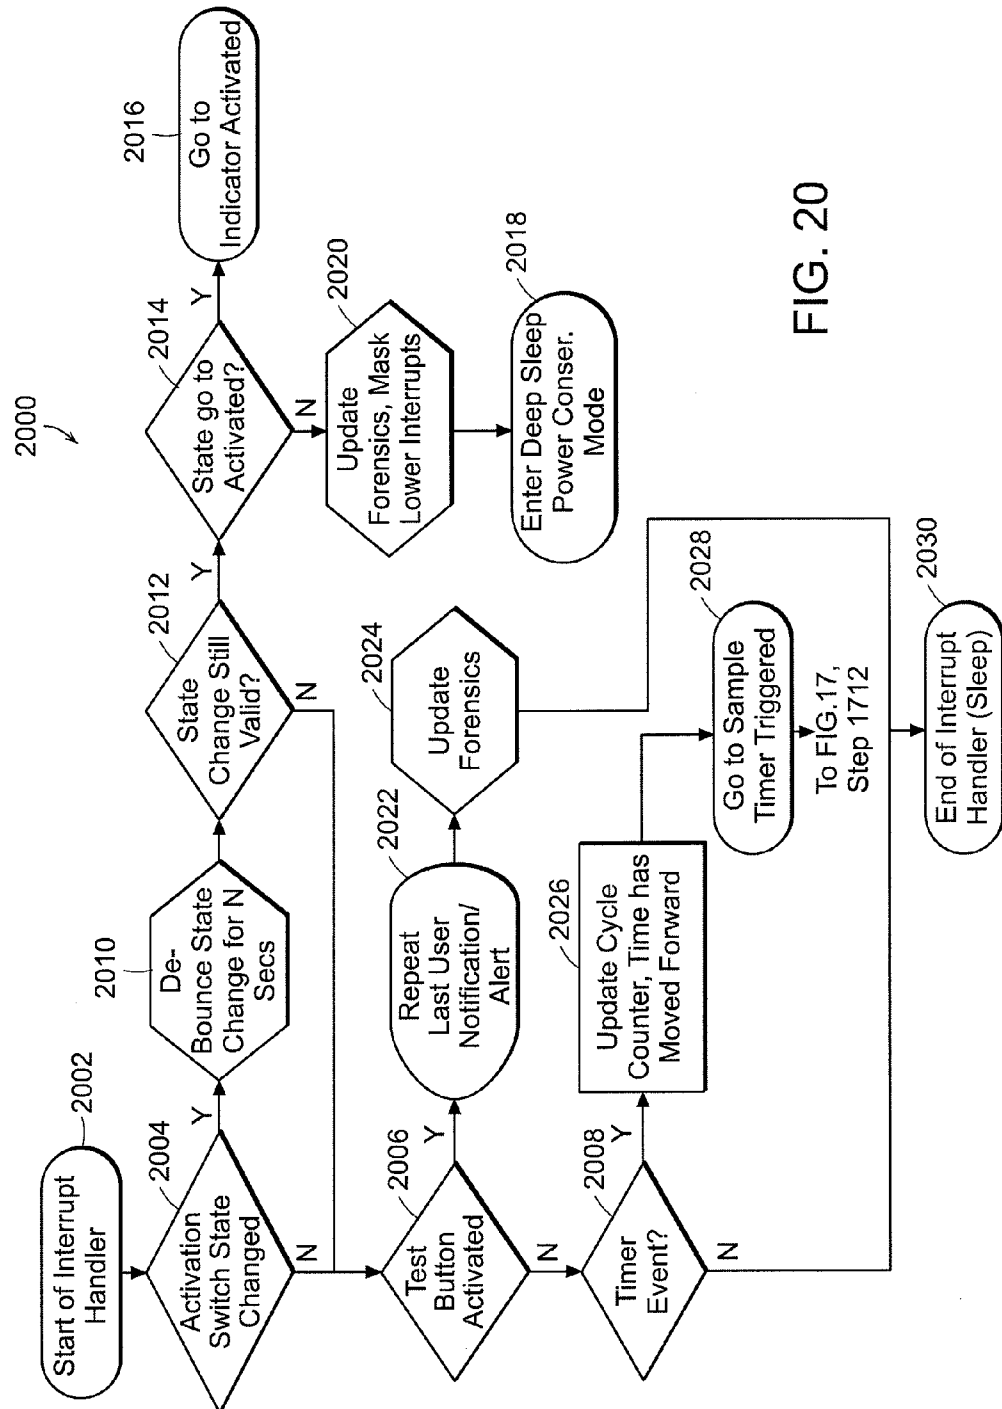 2000
2002
Start of Interrupt
Handler
2004
Activation
Switch State
Changed
Y
N
2010
De-
Bounce State
Change for N
Secs
2012
State
Change Still
Valid?
Y
N
2014
State go to
Activated?
Y
N
2016
Go to
Indicator Activated
2020
Update
Forensics, Mask
Lower Interrupts
2018
Enter Deep Sleep
Power Conser.
Mode
2006
Test
Button
Activated
Y
N
2022
Repeat
Last User
Notification/
Alert
2024
Update
Forensics
2008
Timer
Event?
Y
N
2026
Update Cycle
Counter, Time has
Moved Forward
2028
Go to Sample
Timer Triggered
To FIG.17,
Step 1712
2030
End of Interrupt
Handler (Sleep)
FIG. 20